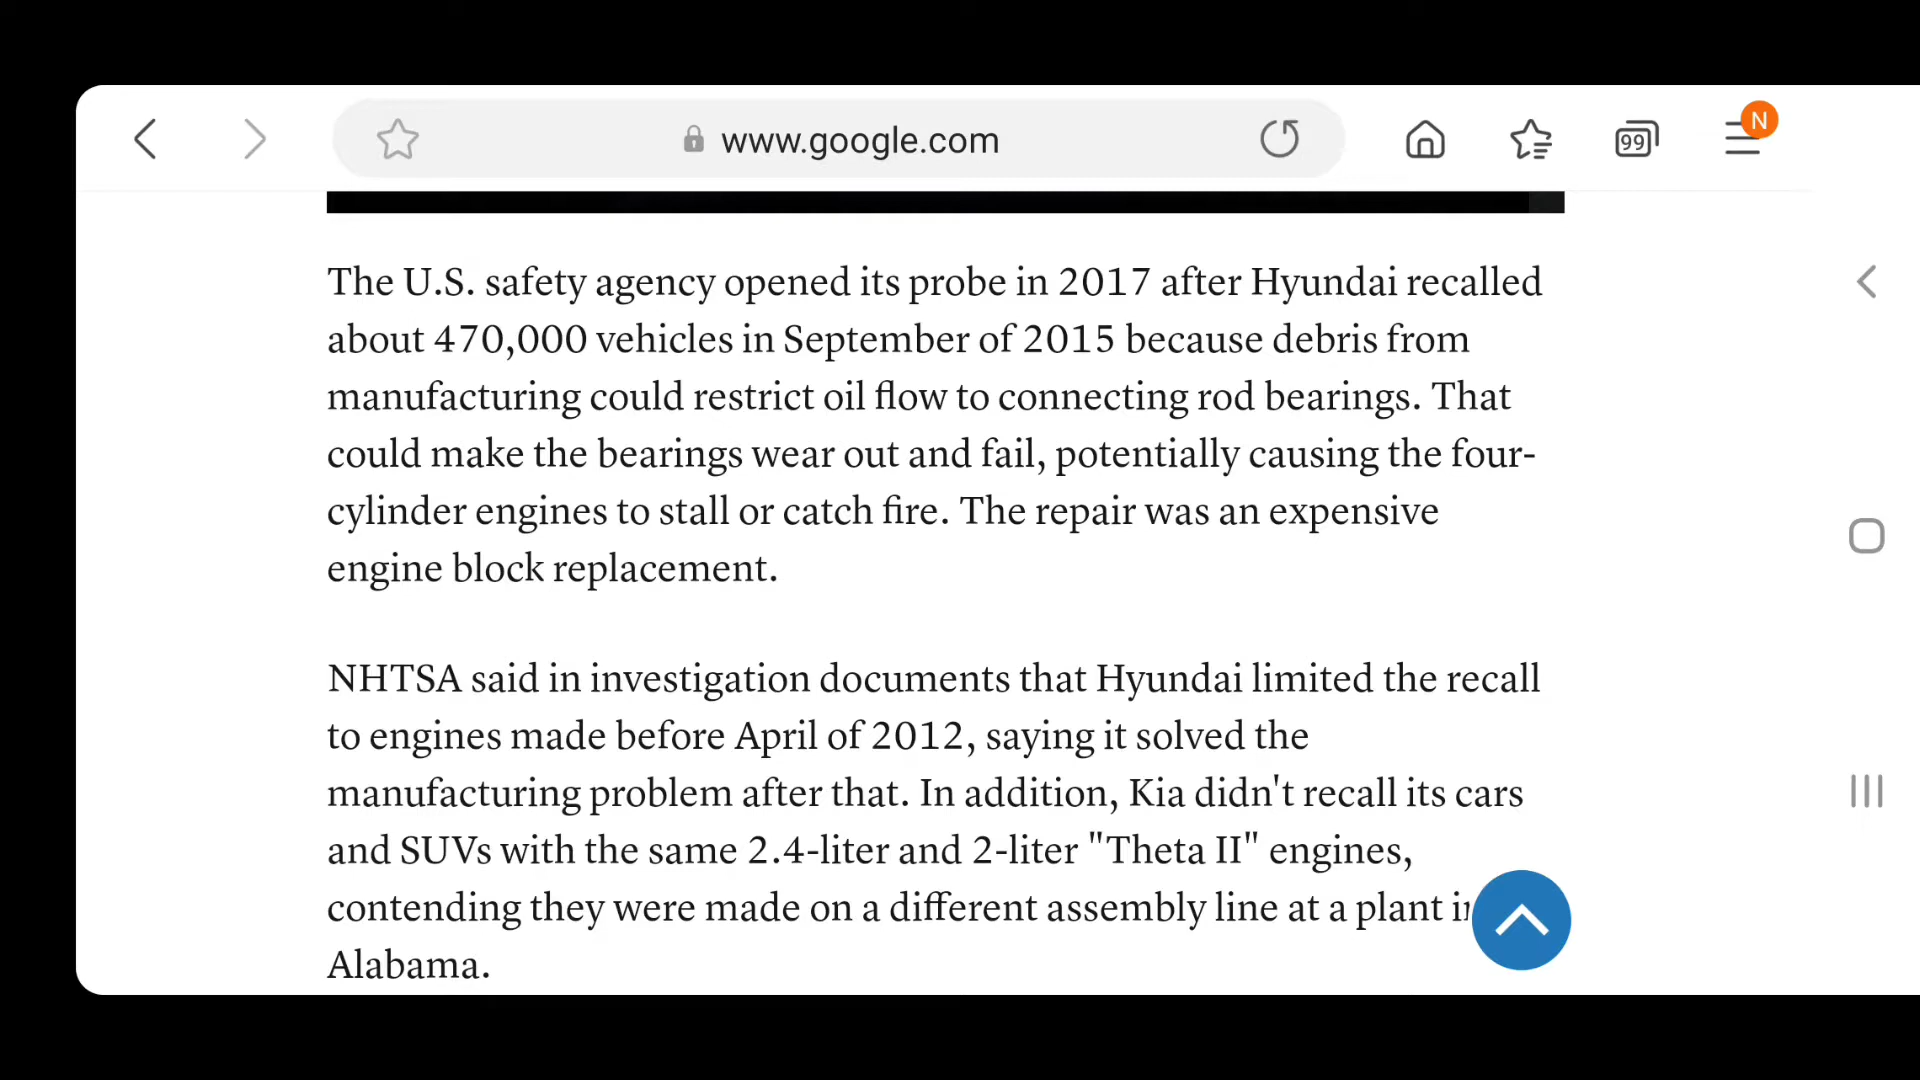 www.google.com
99
N
The U.S. safety agency opened its probe in 2017 after Hyundai recalled
about 470,000 vehicles in September of 2015 because debris from
manufacturing could restrict oil flow to connecting rod bearings. That
could make the bearings wear out and fail, potentially causing the four-
cylinder engines to stall or catch fire. The repair was an expensive
engine block replacement.
NHTSA said in investigation documents that Hyundai limited the recall
to engines made before April of 2012, saying it solved the
manufacturing problem after that. In addition, Kia didn't recall its cars
and SUVs with the same 2.4-liter and 2-liter "Theta II" engines,
contending they were made on a different assembly line at a plant in
Alabama.